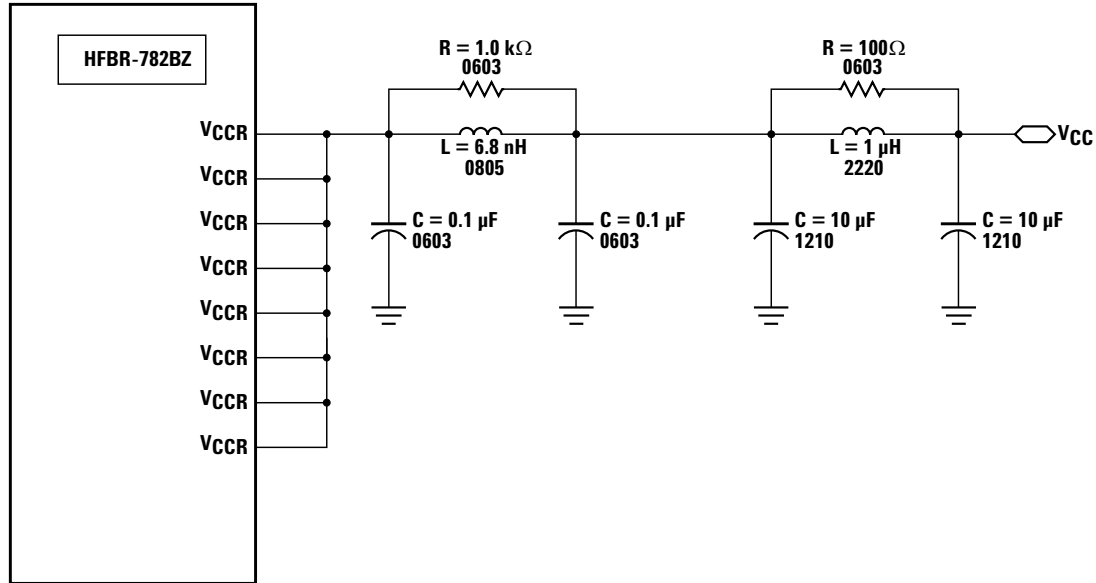 HFBR-782BZ
R = 1.0 kΩ
0603
R = 100Ω
0603
VCCR
VCC
L = 6.8 nH
0805
L = 1 µH
2220
VCCR
VCCR
C = 0.1 µF
0603
C = 0.1 µF
0603
C = 10 µF
1210
C = 10 µF
1210
VCCR
VCCR
VCCR
VCCR
VCCR